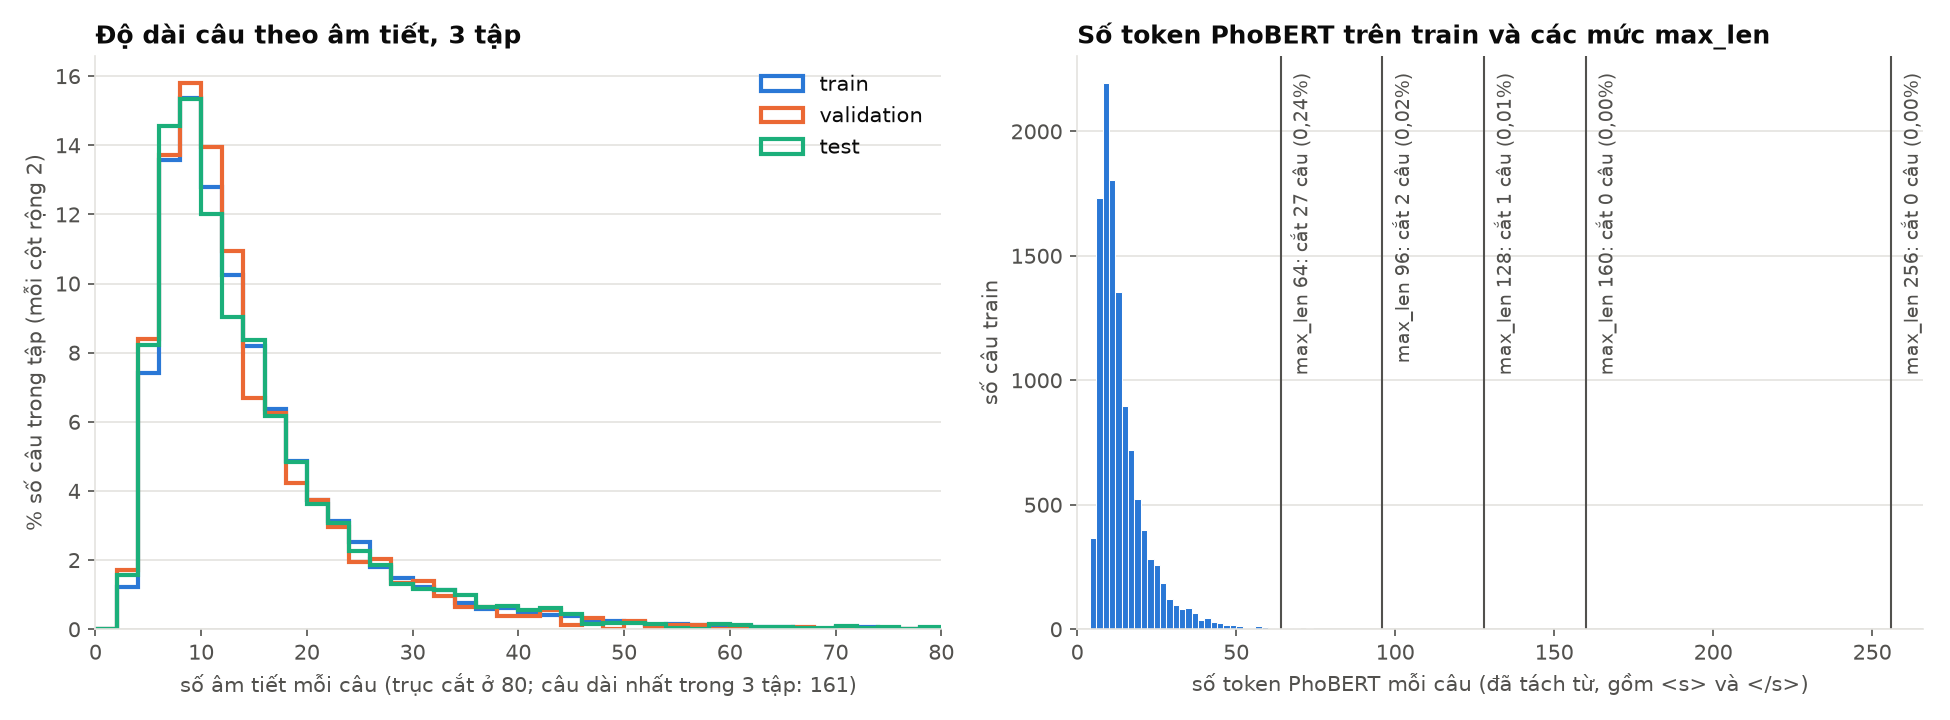 Độ dài câu theo âm tiết, 3 tập
% số câu trong tập (mỗi cột rộng 2)
16
14
12
10
8
6
4
2
0
train
validation
test
0 10 20 30 40 50 60 70 80
số âm tiết mỗi câu (trục cắt ở 80; câu dài nhất trong 3 tập: 161)
Số token PhoBERT trên train và các mức max_len
số câu train
2000
1500
1000
500
0
max_len 64: cắt 27 câu (0,24%)
max_len 96: cắt 2 câu (0,02%)
max_len 128: cắt 1 câu (0,01%)
max_len 160: cắt 0 câu (0,00%)
max_len 256: cắt 0 câu (0,00%)
0 50 100 150 200 250
số token PhoBERT mỗi câu (đã tách từ, gồm <s> và </s>)